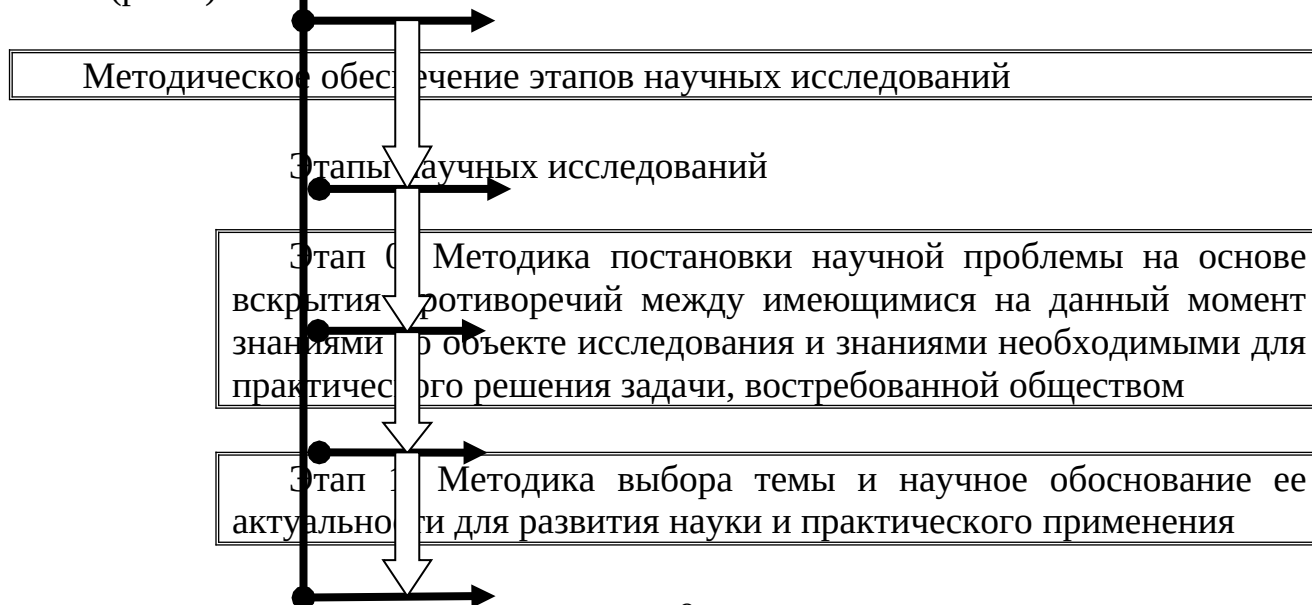 Методическое обеспечение этапов научных исследований
Этапы научных исследований
Этап 0 Методика постановки научной проблемы на основе
вскрытия противоречий между имеющимися на данный момент
знаниями об объекте исследования и знаниями необходимыми для
практического решения задачи, востребованной обществом
Этап 1 Методика выбора темы и научное обоснование ее
актуальности для развития науки и практического применения